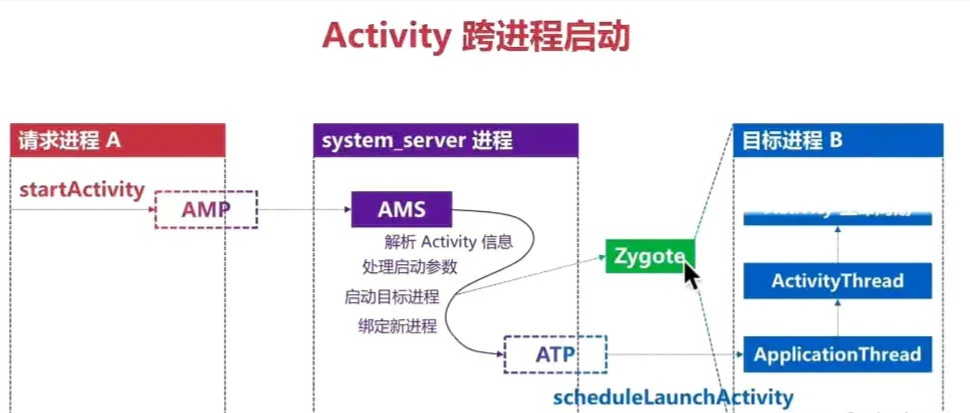 Activity 跨进程启动
请求进程 A
system_server 进程
目标进程 B
startActivity
AMP
AMS
解析 Activity 信息
处理启动参数
启动目标进程
绑定新进程
Zygote
ActivityThread
ATP
ApplicationThread
scheduleLaunchActivity